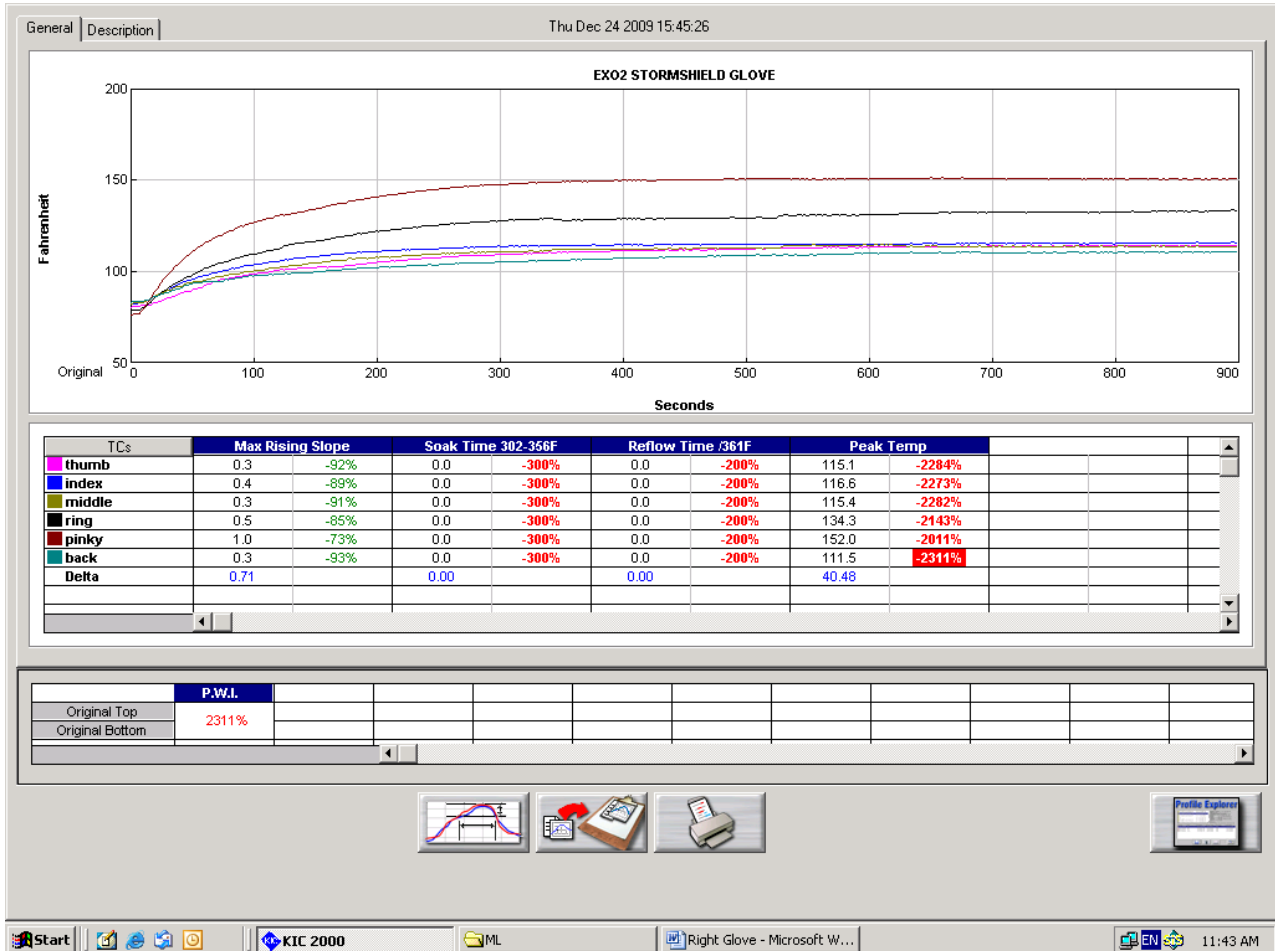 General Description Thu Dec 24 2009 15:45:26
EXO2 STORMSHIELD GLOVE
200
150
100
50
Fahrenheit
Original
0 100 200 300 400 500 600 700 800 900
Seconds
TCs Max Rising Slope Soak Time 302-356F Reflow Time /361F Peak Temp
thumb 0.3 -92% 0.0 -300% 0.0 -200% 115.1 -2284%
index 0.4 -89% 0.0 -300% 0.0 -200% 116.6 -2273%
middle 0.3 -91% 0.0 -300% 0.0 -200% 115.4 -2282%
ring 0.5 -85% 0.0 -300% 0.0 -200% 134.3 -2143%
pinky 1.0 -73% 0.0 -300% 0.0 -200% 152.0 -2011%
back 0.3 -93% 0.0 -300% 0.0 -200% 111.5 -2311%
Delta 0.71 0.00 0.00 40.48
P.W.I.
Original Top
2311%
Original Bottom
Profile Explorer
Start KIC 2000 ML Right Glove - Microsoft W... EN 11:43 AM